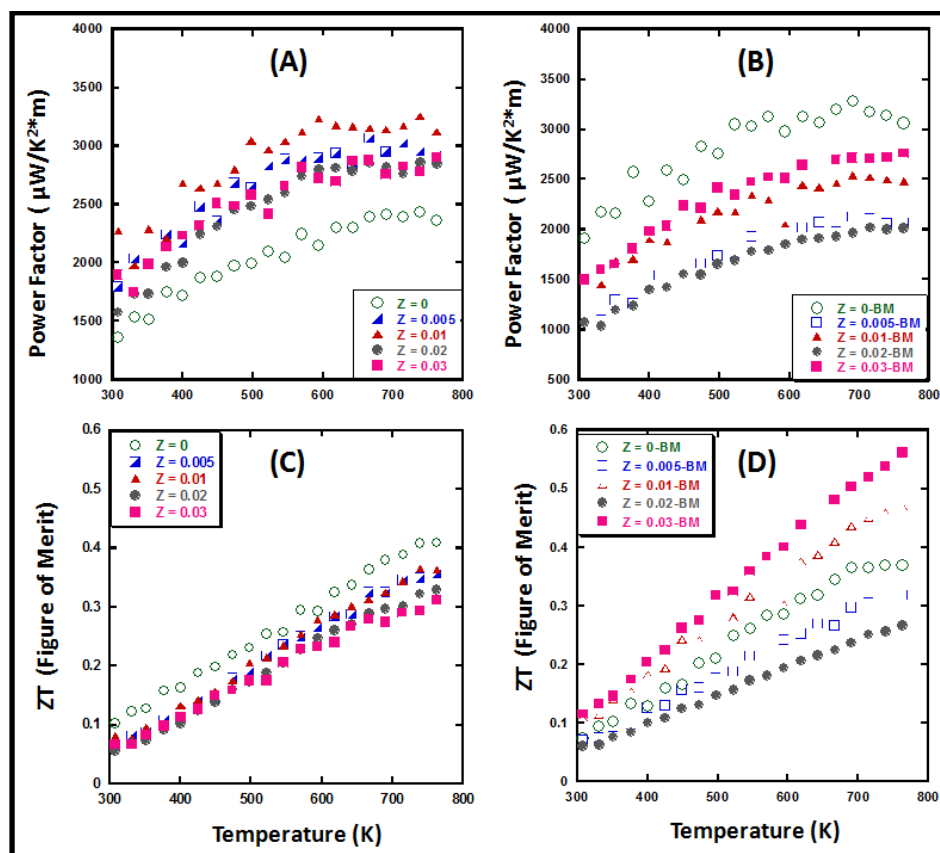 (A)
Power Factor ( µW/K²*m)
4000
3500
3000
2500
2000
1500
1000
300 400 500 600 700 800
Z = 0
Z = 0.005
Z = 0.01
Z = 0.02
Z = 0.03
(B)
Power Factor ( µW/K²*m)
4000
3500
3000
2500
2000
1500
1000
500
300 400 500 600 700 800
Z = 0-BM
Z = 0.005-BM
Z = 0.01-BM
Z = 0.02-BM
Z = 0.03-BM
(C)
ZT (Figure of Merit)
0.6
0.5
0.4
0.3
0.2
0.1
0
300 400 500 600 700 800
Z = 0
Z = 0.005
Z = 0.01
Z = 0.02
Z = 0.03
Temperature (K)
(D)
ZT (Figure of Merit)
0.6
0.5
0.4
0.3
0.2
0.1
0
300 400 500 600 700 800
Z = 0-BM
Z = 0.005-BM
Z = 0.01-BM
Z = 0.02-BM
Z = 0.03-BM
Temperature (K)